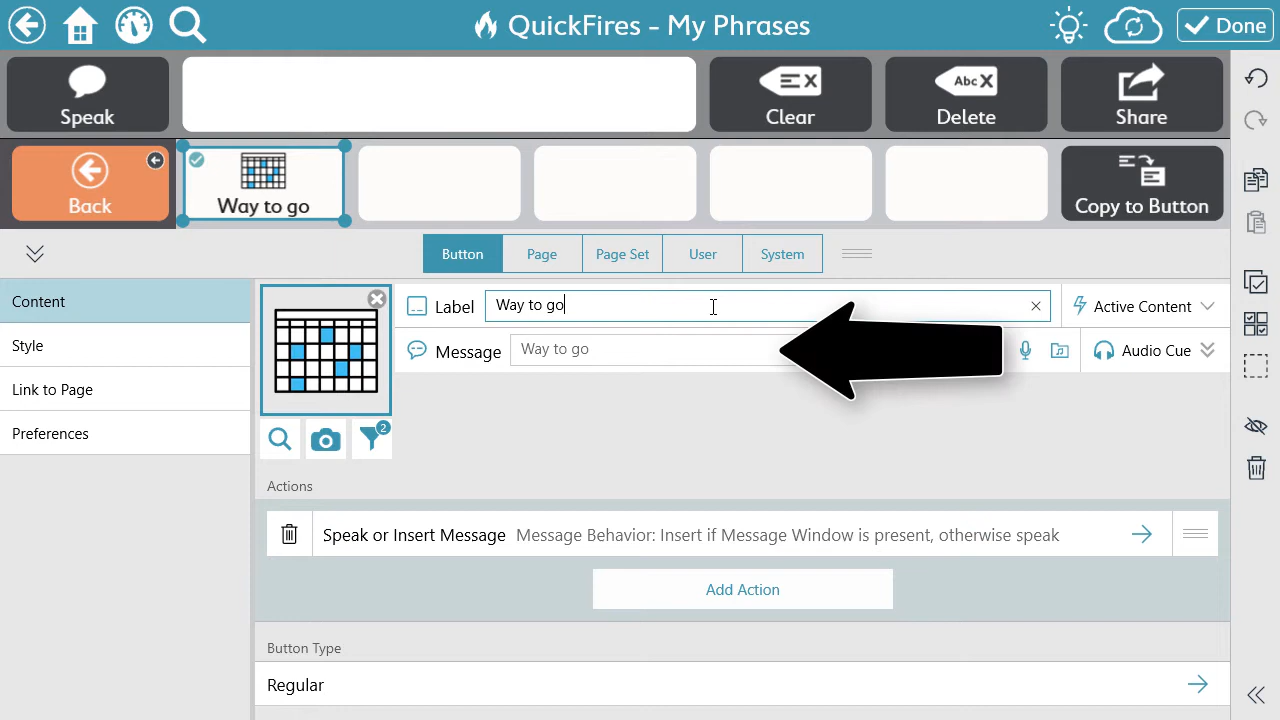 QuickFires - My Phrases
Done
Speak
Clear
Abc X
Delete
Share
Back
Way to go
Copy to Button
Button
Page
Page Set
User
System
Content
Style
Link to Page
Preferences
Label
Way to go
Active Content
Message
Way to go
Audio Cue
2
Actions
Speak or Insert Message
Message Behavior: Insert if Message Window is present, otherwise speak
Add Action
Button Type
Regular